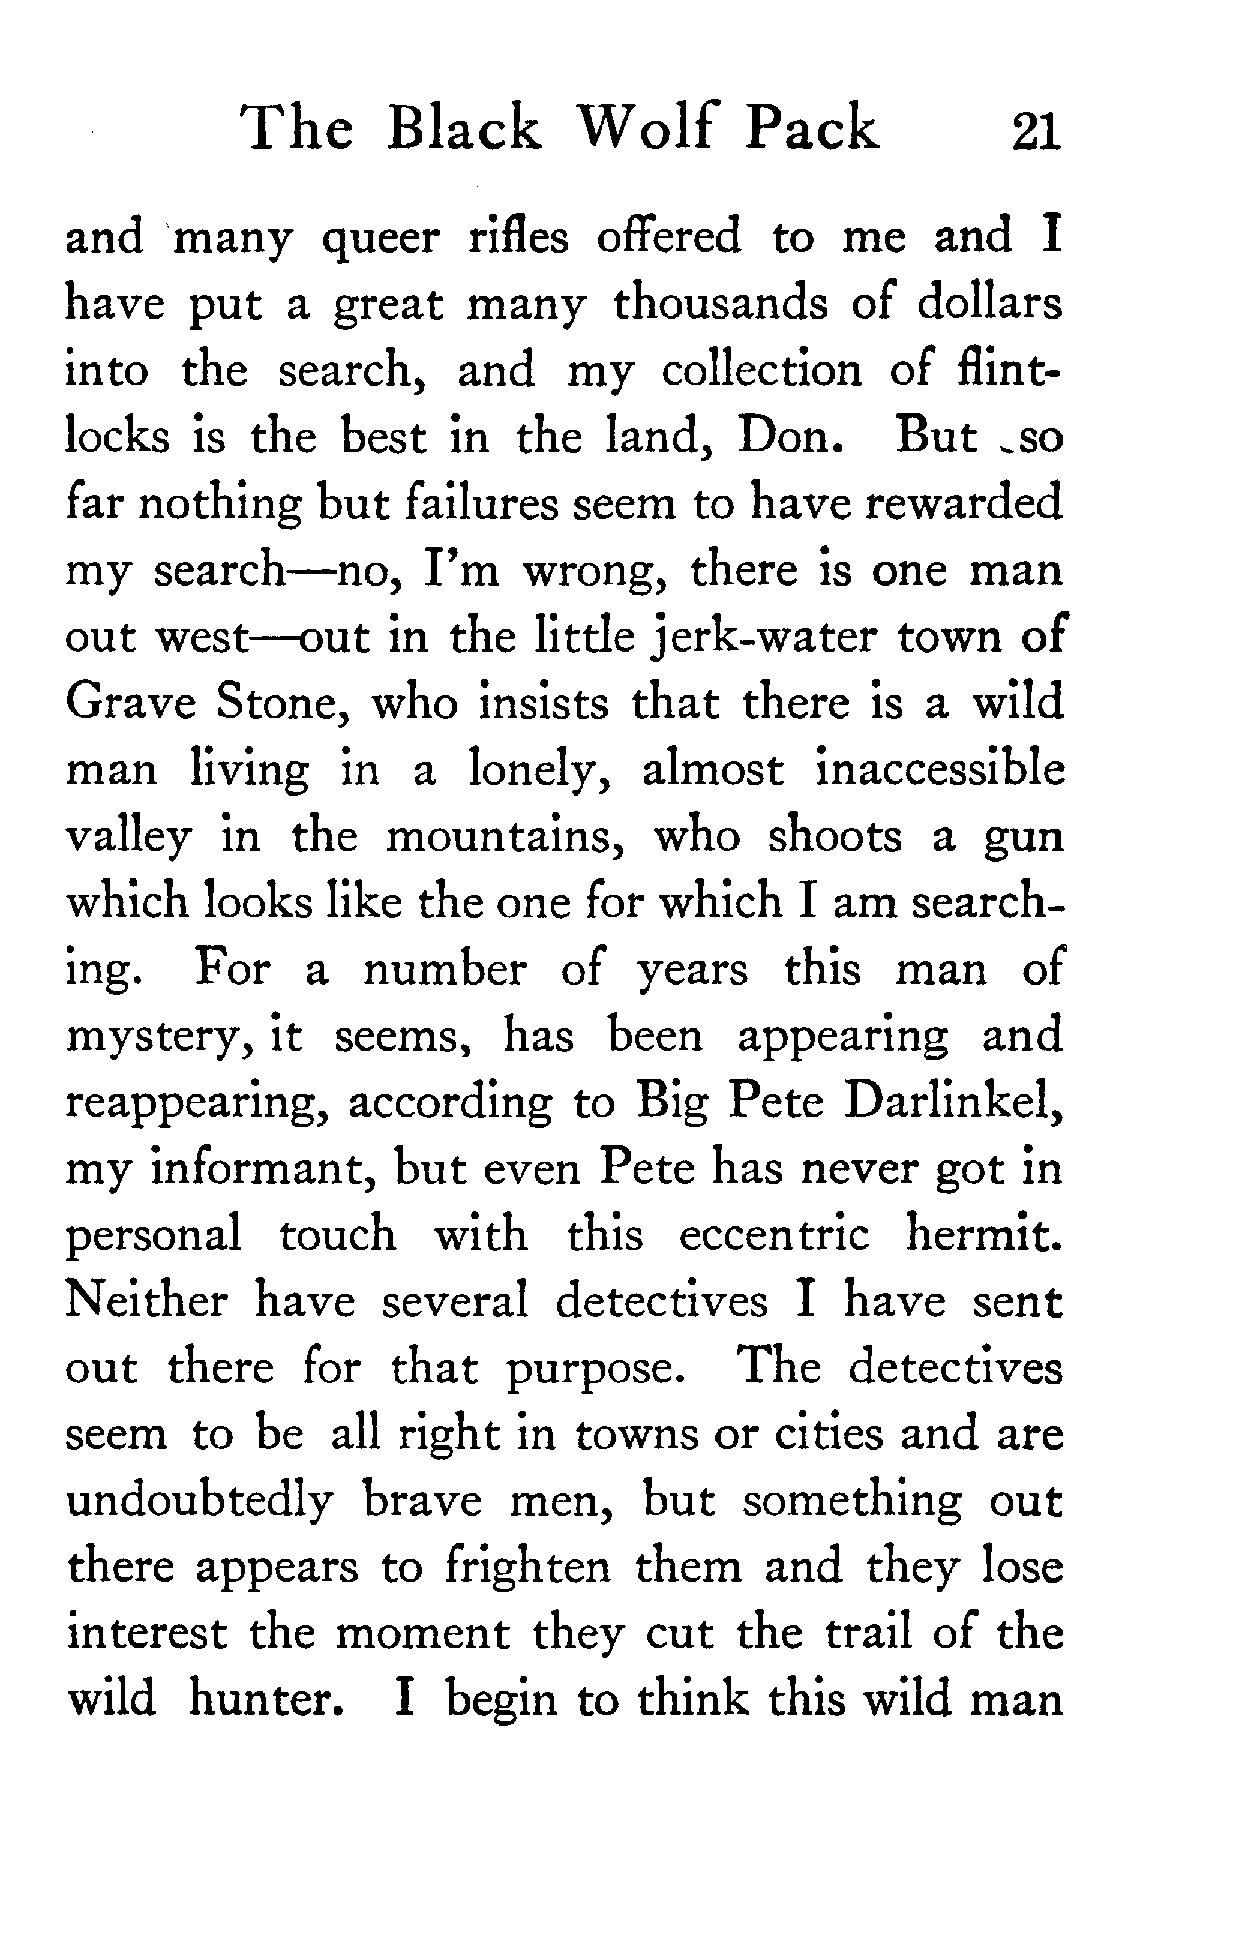 The Black Wolf Pack 21
and many queer rifles offered to me and I
have put a great many thousands of dollars
into the search, and my collection of flint-
locks is the best in the land, Don. But so
far nothing but failures seem to have rewarded
my search—no, I'm wrong, there is one man
out west—out in the little jerk-water town of
Grave Stone, who insists that there is a wild
man living in a lonely, almost inaccessible
valley in the mountains, who shoots a gun
which looks like the one for which I am search-
ing. For a number of years this man of
mystery, it seems, has been appearing and
reappearing, according to Big Pete Darlinkel,
my informant, but even Pete has never got in
personal touch with this eccentric hermit.
Neither have several detectives I have sent
out there for that purpose. The detectives
seem to be all right in towns or cities and are
undoubtedly brave men, but something out
there appears to frighten them and they lose
interest the moment they cut the trail of the
wild hunter. I begin to think this wild man